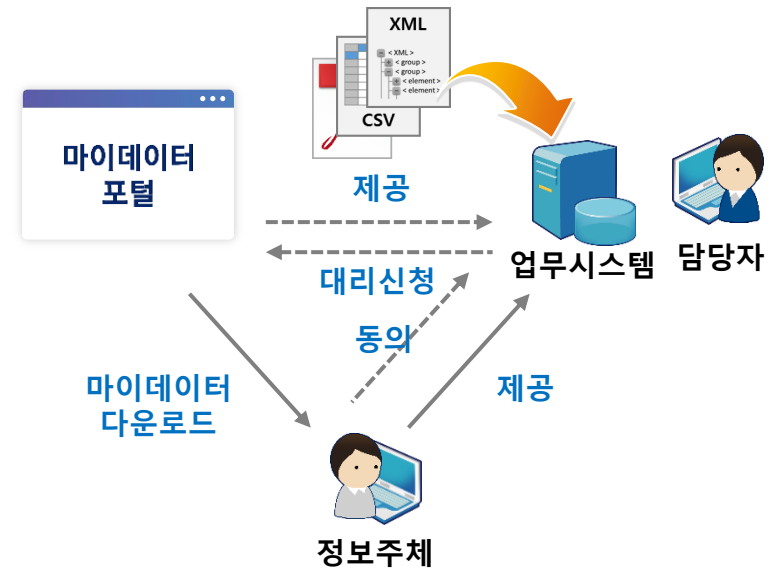 XML
< XML >
< group >
< group >
< element >
< element >
CSV
마이데이터
포털
제공
대리신청
업무시스템
담당자
동의
마이데이터
다운로드
제공
정보주체